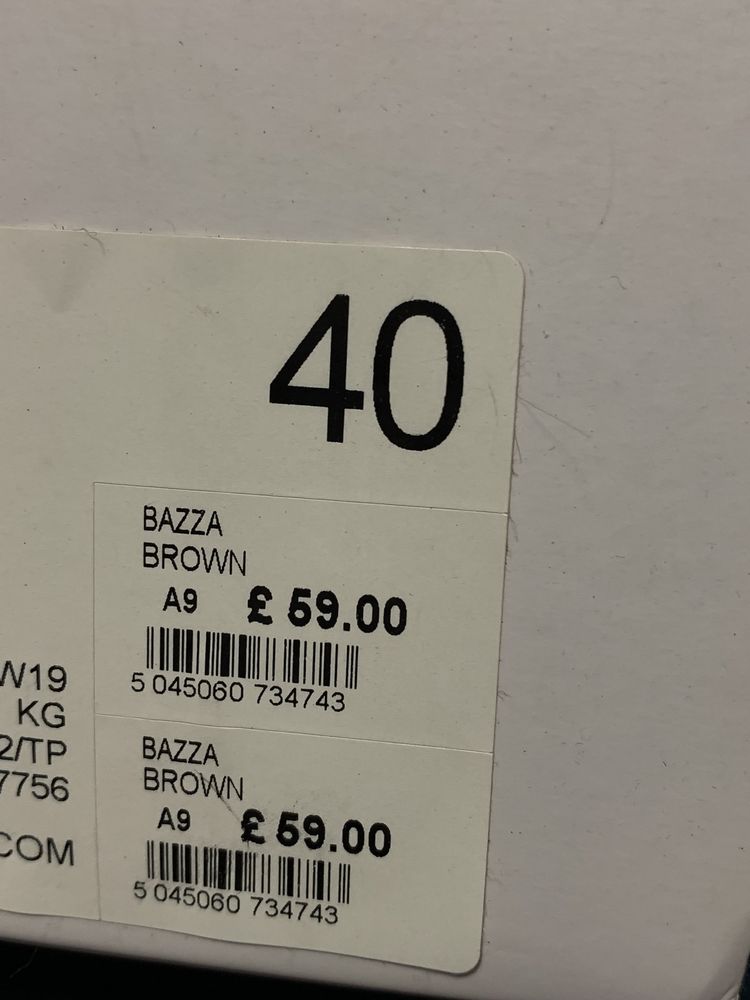 40
BAZZA
BROWN
A9 £ 59.00
5 045060 734743
W19
KG
2/TP
7756
COM
BAZZA
BROWN
A9 £ 59.00
5 045060 734743